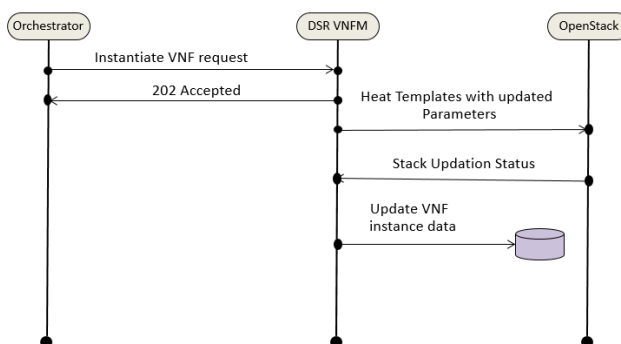 Orchestrator
DSR VNFM
OpenStack
Instantiate VNF request
202 Accepted
Heat Templates with updated
Parameters
Stack Updation Status
Update VNF
instance data